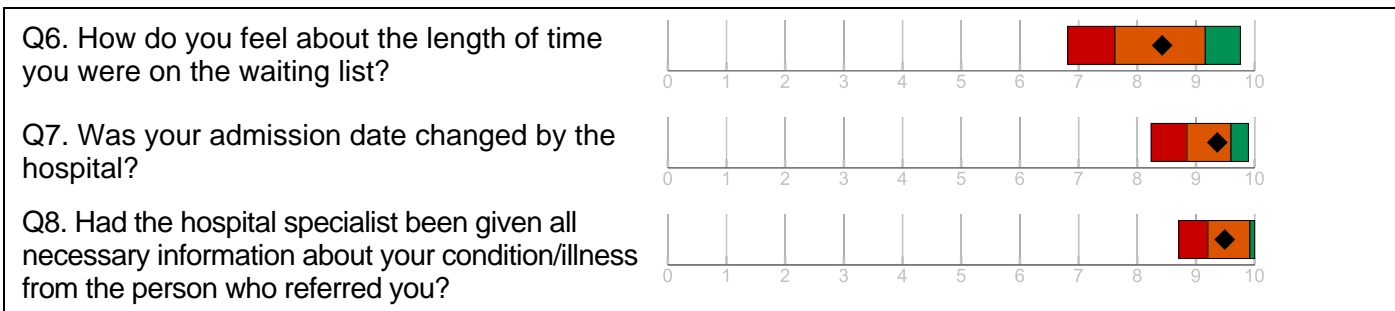 Q6. How do you feel about the length of time
you were on the waiting list?
0 1 2 3 4 5 6 7 8 9 10
Q7. Was your admission date changed by the
hospital?
0 1 2 3 4 5 6 7 8 9 10
Q8. Had the hospital specialist been given all
necessary information about your condition/illness
from the person who referred you?
0 1 2 3 4 5 6 7 8 9 10